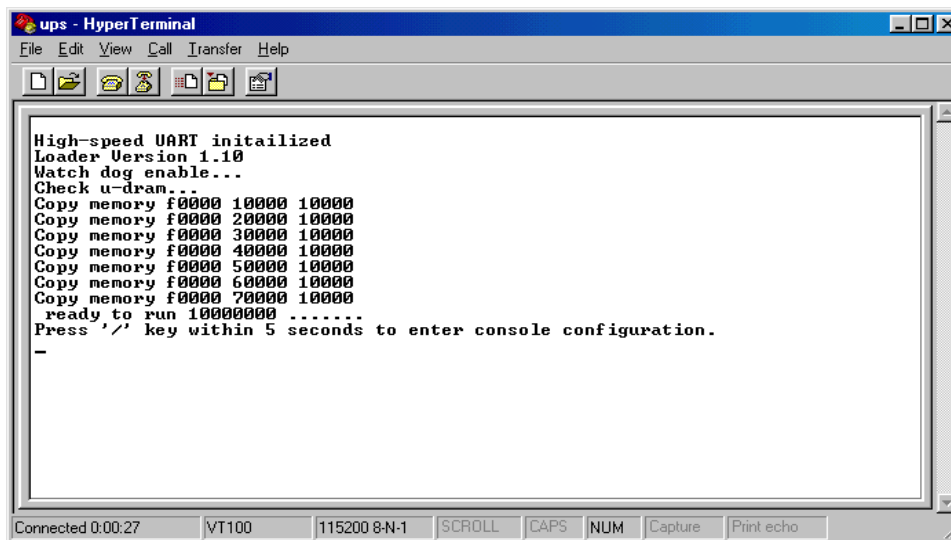 ups - HyperTerminal
File Edit View Call Transfer Help
High-speed UART initailized
Loader Version 1.10
Watch dog enable...
Check u-dram...
Copy memory f0000 10000 10000
Copy memory f0000 20000 10000
Copy memory f0000 30000 10000
Copy memory f0000 40000 10000
Copy memory f0000 50000 10000
Copy memory f0000 60000 10000
Copy memory f0000 70000 10000
ready to run 10000000 .......
Press '/' key within 5 seconds to enter console configuration.
Connected 0:00:27 VT100 115200 8-N-1 SCROLL CAPS NUM Capture Print echo